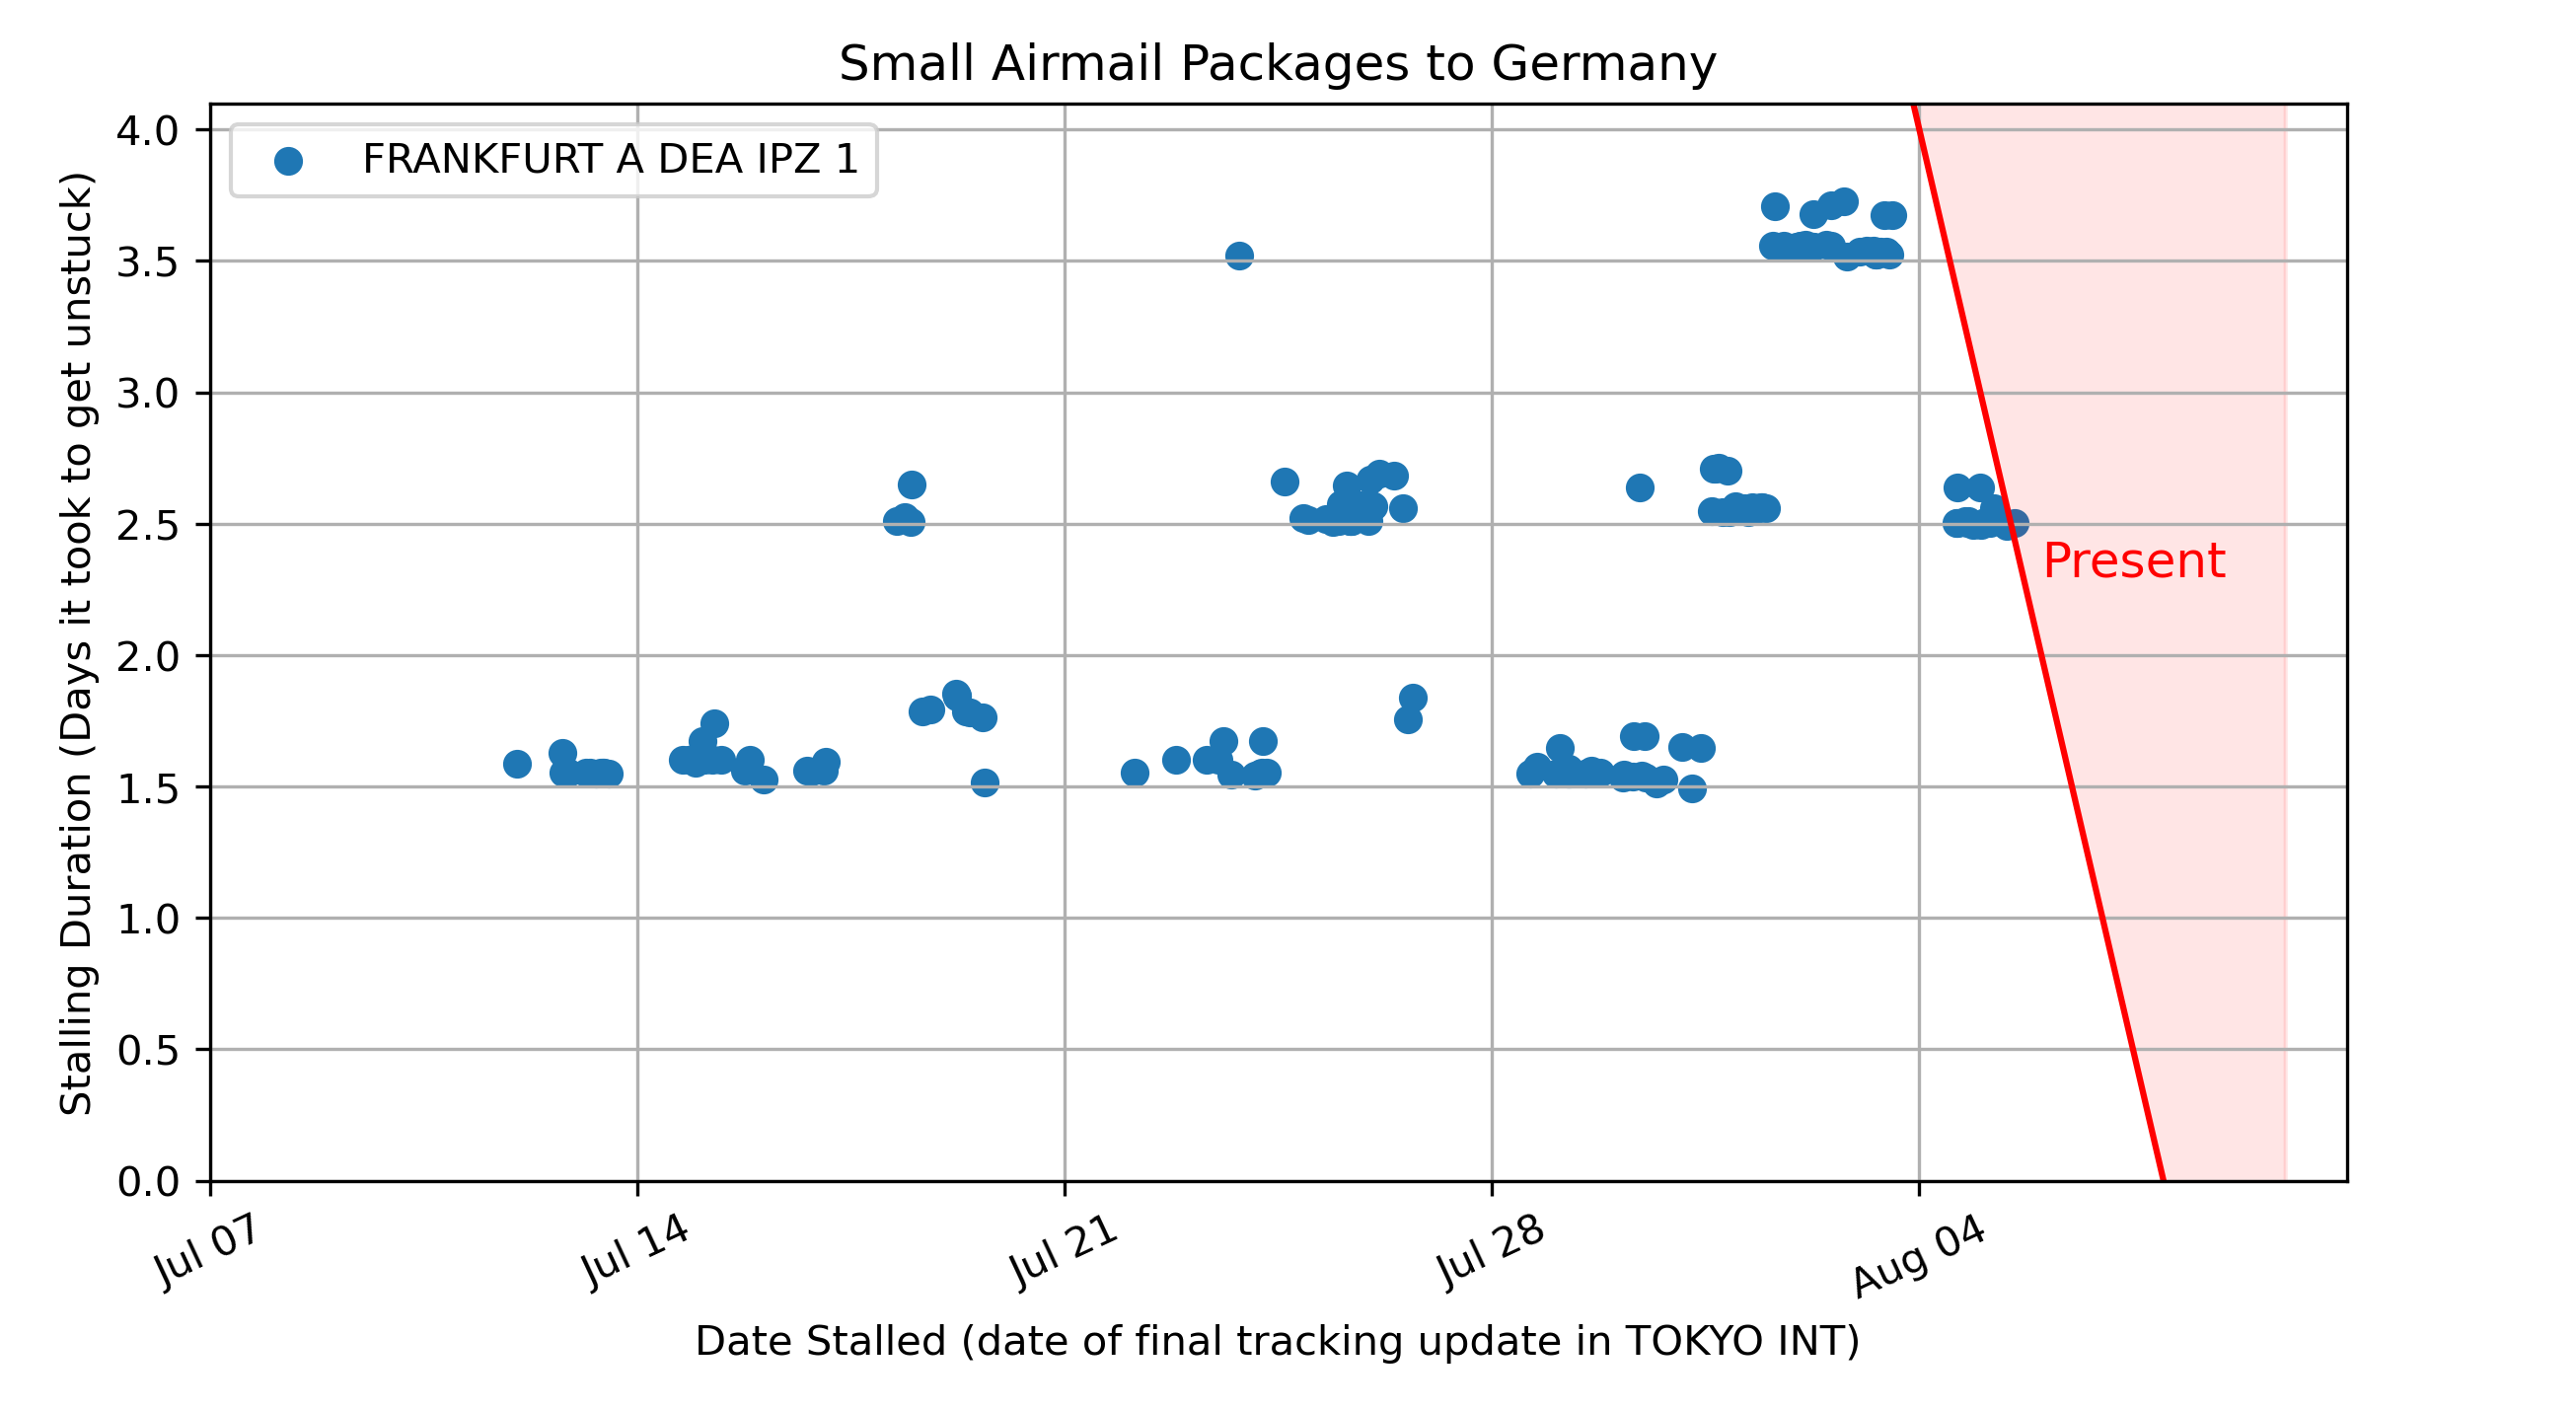 Small Airmail Packages to Germany
FRANKFURT A DEA IPZ 1
Stalling Duration (Days it took to get unstuck)
4.0
3.5
3.0
2.5
2.0
1.5
1.0
0.5
0.0
Present
Jul 07
Jul 14
Jul 21
Jul 28
Aug 04
Date Stalled (date of final tracking update in TOKYO INT)